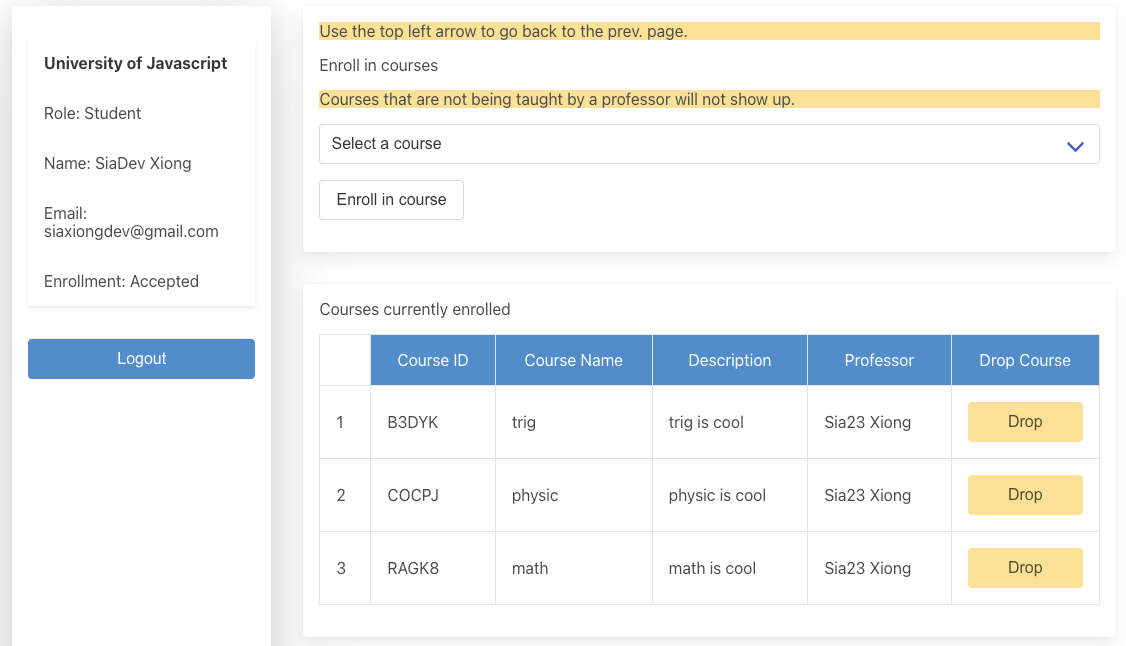 University of Javascript
Role: Student
Name: SiaDev Xiong
Email:
siaxiongdev@gmail.com
Enrollment: Accepted
Logout
Use the top left arrow to go back to the prev. page.
Enroll in courses
Courses that are not being taught by a professor will not show up.
Select a course
Enroll in course
Courses currently enrolled
Course ID Course Name Description Professor Drop Course
1 B3DYK trig trig is cool Sia23 Xiong Drop
2 COCPJ physic physic is cool Sia23 Xiong Drop
3 RAGK8 math math is cool Sia23 Xiong Drop